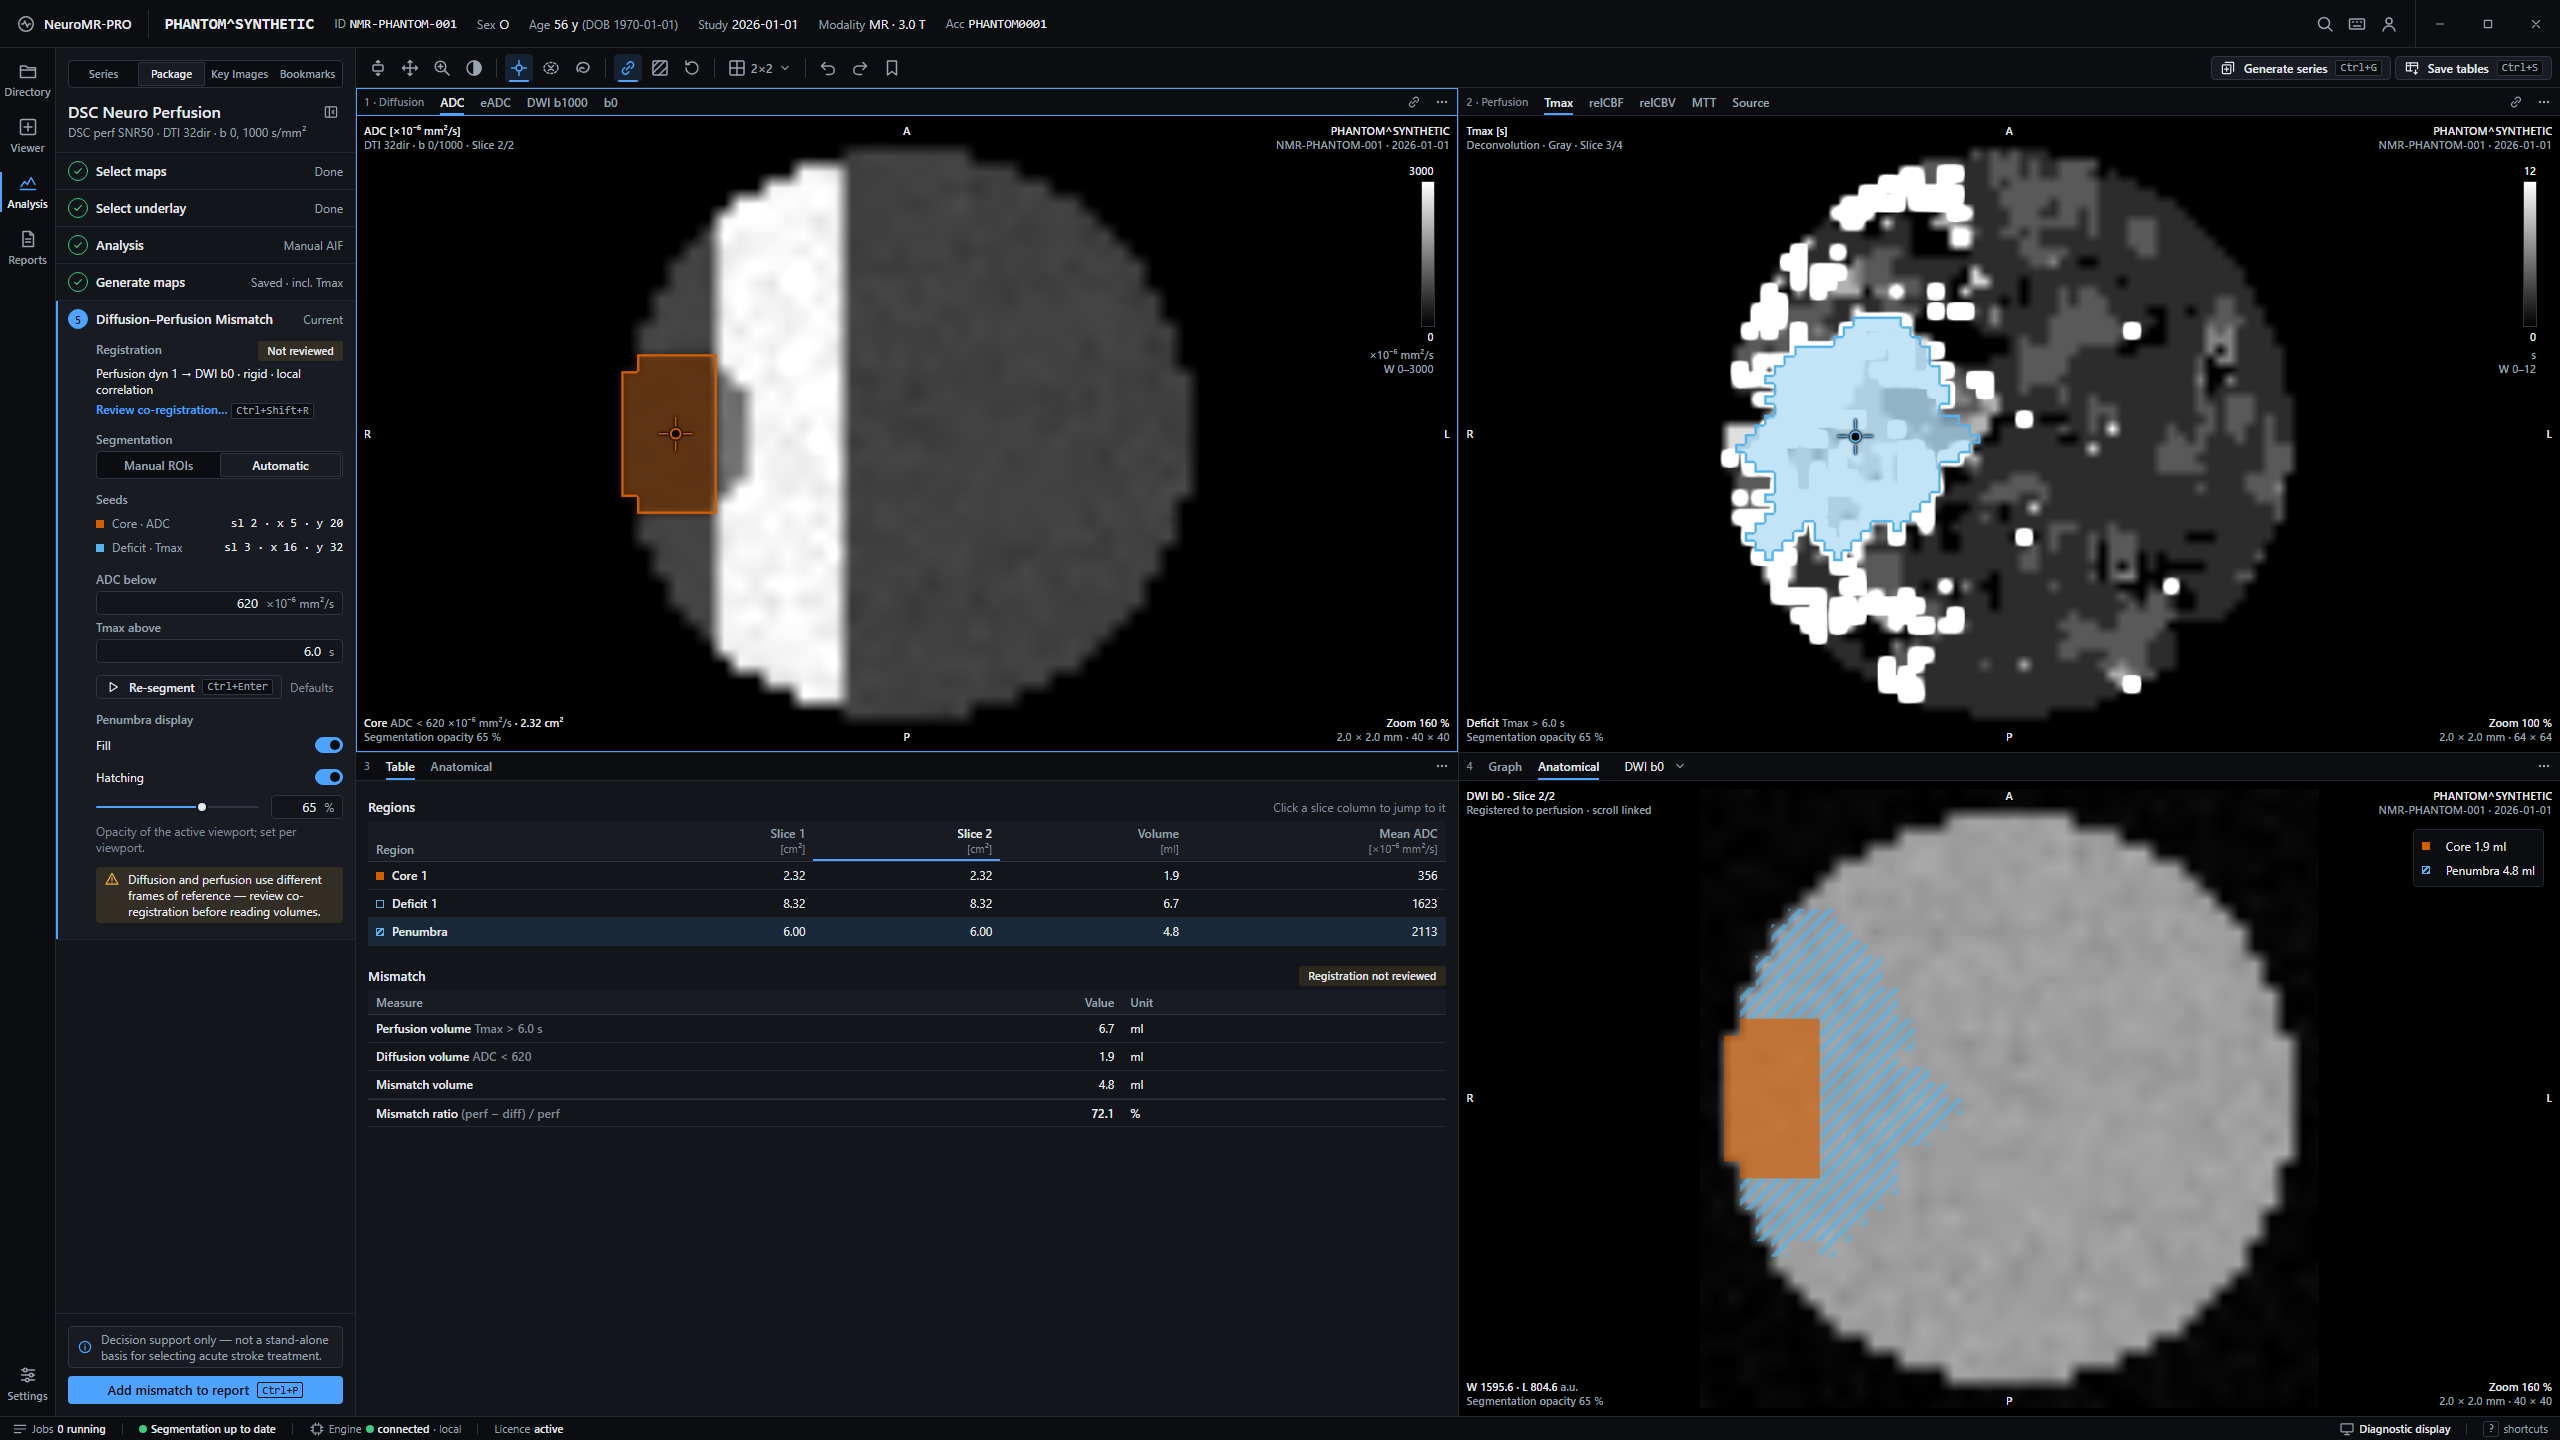 NeuroMR-PRO
PHANTOM^SYNTHETIC
ID NMR-PHANTOM-001
Sex O
Age 56 y (DOB 1970-01-01)
Study 2026-01-01
Modality MR · 3.0 T
Acc PHANTOM0001
Directory
Viewer
Analysis
Reports
Settings
Series
Package
Key Images
Bookmarks
DSC Neuro Perfusion
DSC perf SNR50 · DTI 32dir · b 0, 1000 s/mm²
Select maps Done
Select underlay Done
Analysis Manual AIF
Generate maps Saved · incl. Tmax
5 Diffusion–Perfusion Mismatch Current
Registration Not reviewed
Perfusion dyn 1 → DWI b0 · rigid · local
correlation
Review co-registration... Ctrl+Shift+R
Segmentation
Manual ROIs Automatic
Seeds
Core · ADC sl 2 · x 5 · y 20
Deficit · Tmax sl 3 · x 16 · y 32
ADC below
620 ×10⁻⁶ mm²/s
Tmax above
6.0 s
Re-segment Ctrl+Enter Defaults
Penumbra display
Fill
Hatching
65 %
Opacity of the active viewport; set per
viewport.
Diffusion and perfusion use different
frames of reference — review co-
registration before reading volumes.
Decision support only — not a stand-alone
basis for selecting acute stroke treatment.
Add mismatch to report Ctrl+P
2×2
Generate series Ctrl+G
Save tables Ctrl+S
1 · Diffusion ADC eADC DWI b1000 b0
ADC [×10⁻⁶ mm²/s]
DTI 32dir · b 0/1000 · Slice 2/2
A
PHANTOM^SYNTHETIC
NMR-PHANTOM-001 · 2026-01-01
3000
0
×10⁻⁶ mm²/s
W 0–3000
R
L
Core ADC < 620 ×10⁻⁶ mm²/s · 2.32 cm²
Segmentation opacity 65 %
P
Zoom 160 %
2.0 × 2.0 mm · 40 × 40
2 · Perfusion Tmax relCBF relCBV MTT Source
Tmax [s]
Deconvolution · Gray · Slice 3/4
A
PHANTOM^SYNTHETIC
NMR-PHANTOM-001 · 2026-01-01
12
0
s
W 0–12
R
L
Deficit Tmax > 6.0 s
Segmentation opacity 65 %
P
Zoom 100 %
2.0 × 2.0 mm · 64 × 64
3 Table Anatomical
Regions Click a slice column to jump to it
Region Slice 1 [cm²] Slice 2 [cm²] Volume [ml] Mean ADC [×10⁻⁶ mm²/s]
Core 1 2.32 2.32 1.9 356
Deficit 1 8.32 8.32 6.7 1623
Penumbra 6.00 6.00 4.8 2113
Mismatch Registration not reviewed
Measure Value Unit
Perfusion volume Tmax > 6.0 s 6.7 ml
Diffusion volume ADC < 620 1.9 ml
Mismatch volume 4.8 ml
Mismatch ratio (perf − diff) / perf 72.1 %
4 Graph Anatomical DWI b0
DWI b0 · Slice 2/2
Registered to perfusion · scroll linked
A
PHANTOM^SYNTHETIC
NMR-PHANTOM-001 · 2026-01-01
Core 1.9 ml
Penumbra 4.8 ml
R
L
W 1595.6 · L 804.6 a.u.
Segmentation opacity 65 %
P
Zoom 160 %
2.0 × 2.0 mm · 40 × 40
Jobs 0 running
Segmentation up to date
Engine connected · local
Licence active
Diagnostic display
? shortcuts